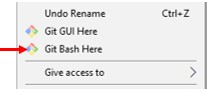 Undo Rename Ctrl+Z
Git GUI Here
Git Bash Here
Give access to